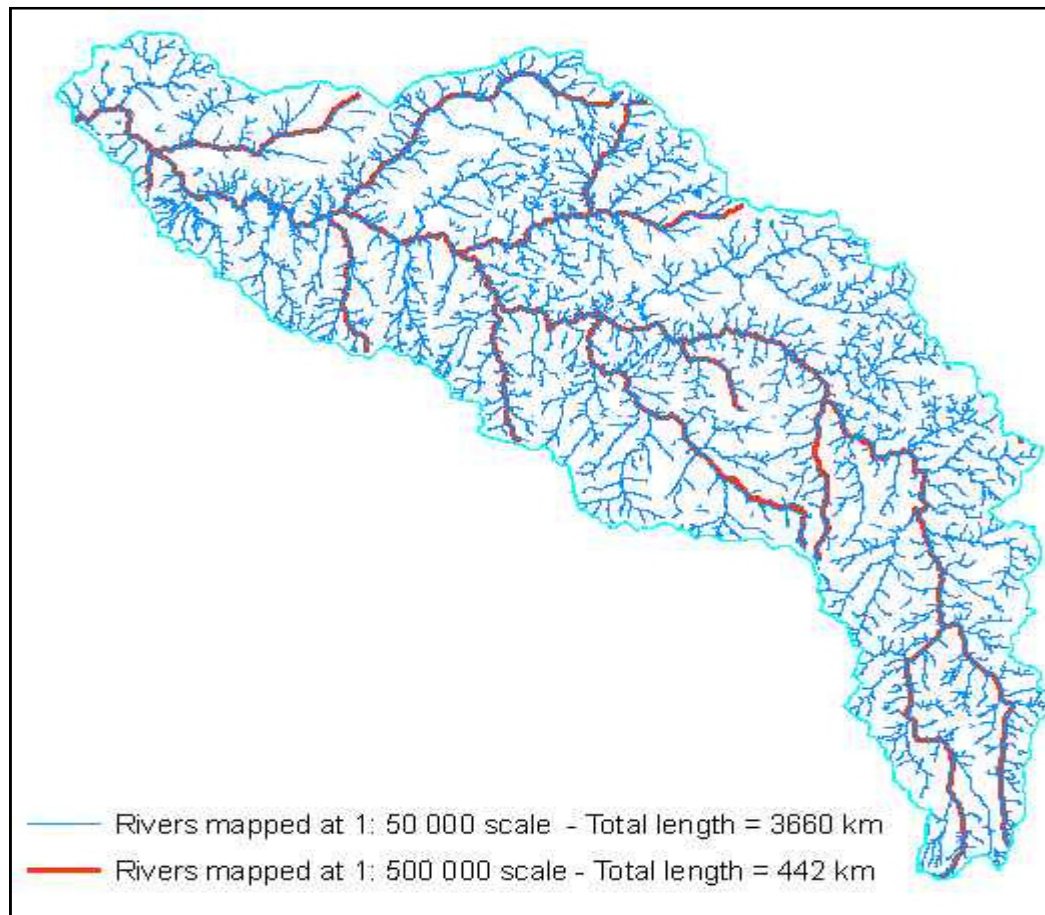 Rivers mapped at 1: 50 000 scale - Total length = 3660 km
Rivers mapped at 1: 500 000 scale - Total length = 442 km